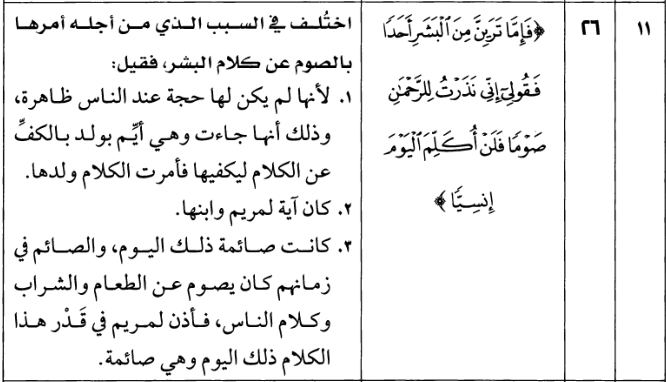 ١١
٢٦
﴿فَإِمَّا تَرَيِنَّ مِنَ ٱلْبَشَرِ أَحَدًا
فَقُولِىٓ إِنِّى نَذَرْتُ لِلرَّحْمَٰنِ
صَوْمًا فَلَنْ أُكَلِّمَ ٱلْيَوْمَ
إِنسِيًّا﴾
اختُلف في السبب الذي من أجله أمرها
بالصوم عن كلام البشر، فقيل:
١. لأنها لم يكن لها حجة عند الناس ظاهرة،
وذلك أنها جاءت وهي أيِّم بولد بالكفِّ
عن الكلام ليكفيها فأمرت الكلام ولدها.
٢. كان آية لمريم وابنها.
٣. كانت صائمة ذلك اليوم، والصائم في
زمانهم كان يصوم عن الطعام والشراب
وكلام الناس، فأذن لمريم في قَدْر هذا
الكلام ذلك اليوم وهي صائمة.